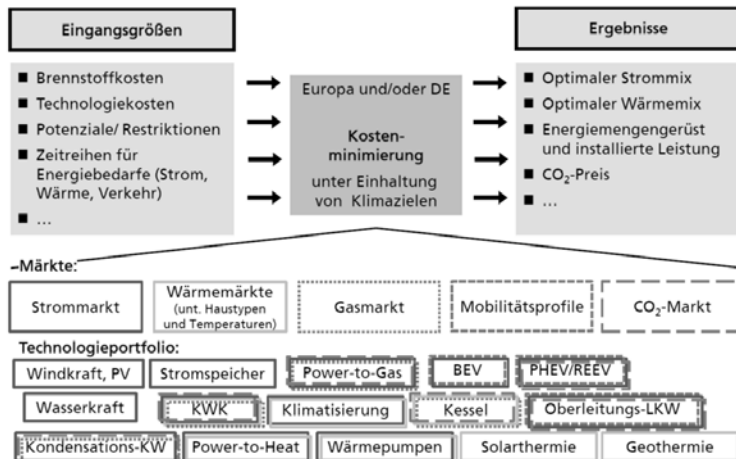 Eingangsgrößen
Ergebnisse
■ Brennstoffkosten
■ Technologiekosten
■ Potenziale/ Restriktionen
■ Zeitreihen für
Energiebedarfe (Strom,
Wärme, Verkehr)
■ ...
Europa und/oder DE
Kosten-
minimierung
unter Einhaltung
von Klimazielen
■ Optimaler Strommix
■ Optimaler Wärmemix
■ Energiemengengerüst
und installierte Leistung
■ CO₂-Preis
■ ...
–Märkte:
Strommarkt
Wärmemärkte
(unt. Haustypen
und Temperaturen)
Gasmarkt
Mobilitätsprofile
CO₂-Markt
Technologieportfolio:
Windkraft, PV
Stromspeicher
Power-to-Gas
BEV
PHEV/REEV
Wasserkraft
KWK
Klimatisierung
Kessel
Oberleitungs-LKW
Kondensations-KW
Power-to-Heat
Wärmepumpen
Solarthermie
Geothermie